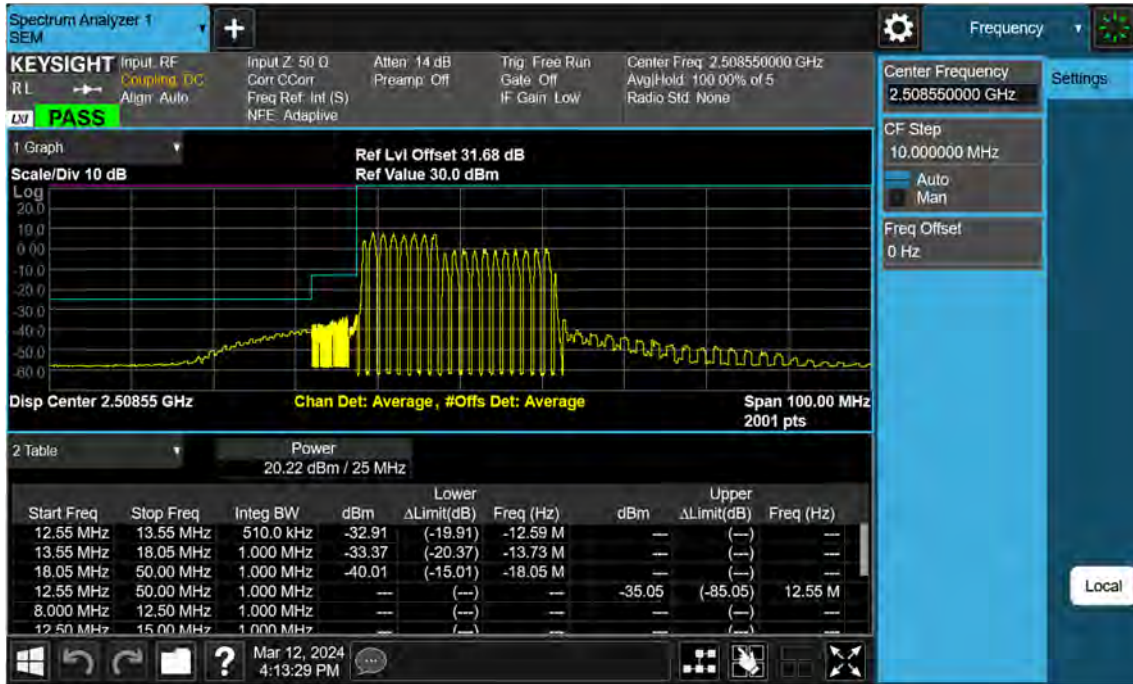 Spectrum Analyzer 1
SEM
+
Frequency
KEYSIGHT
RL
LXI
PASS
Input: RF
Coupling: DC
Align: Auto
Input Z: 50 Ω
Corr CCorr
Freq Ref: Int (S)
NFE: Adaptive
Atten: 14 dB
Preamp: Off
Trig: Free Run
Gate: Off
IF Gain: Low
Center Freq: 2.508550000 GHz
Avg|Hold: 100.00% of 5
Radio Std: None
Center Frequency
2.508550000 GHz
Settings
CF Step
10.000000 MHz
Auto
Man
Freq Offset
0 Hz
Local
1 Graph
Scale/Div 10 dB
Ref Lvl Offset 31.68 dB
Ref Value 30.0 dBm
Log
20.0
10.0
0.00
-10.0
-20.0
-30.0
-40.0
-50.0
-60.0
Disp Center 2.50855 GHz
Chan Det: Average, #Offs Det: Average
Span 100.00 MHz
2001 pts
2 Table
Power
20.22 dBm / 25 MHz
Lower Upper
Start Freq Stop Freq Integ BW dBm ΔLimit(dB) Freq (Hz) dBm ΔLimit(dB) Freq (Hz)
12.55 MHz 13.55 MHz 510.0 kHz -32.91 (-19.91) -12.59 M --- (---) ---
13.55 MHz 18.05 MHz 1.000 MHz -33.37 (-20.37) -13.73 M --- (---) ---
18.05 MHz 50.00 MHz 1.000 MHz -40.01 (-15.01) -18.05 M --- (---) ---
12.55 MHz 50.00 MHz 1.000 MHz --- (---) --- -35.05 (-85.05) 12.55 M
8.000 MHz 12.50 MHz 1.000 MHz --- (---) --- --- (---) ---
12.50 MHz 15.00 MHz 1.000 MHz --- (---) --- --- (---) ---
?
Mar 12, 2024
4:13:29 PM